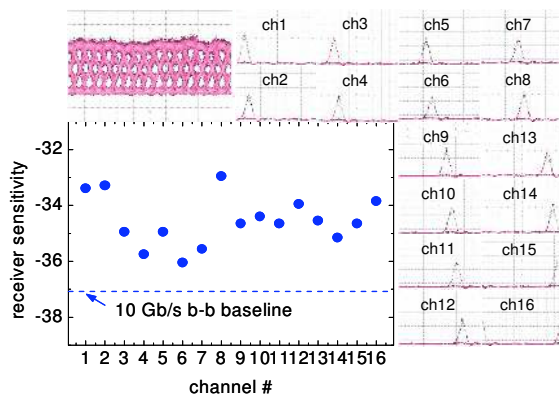 ch1
ch3
ch5
ch7
ch2
ch4
ch6
ch8
ch9
ch13
ch10
ch14
ch11
ch15
ch12
ch16
receiver sensitivity
-32
-34
-36
-38
10 Gb/s b-b baseline
1 2 3 4 5 6 7 8 9 10 11 12 13 14 15 16
channel #